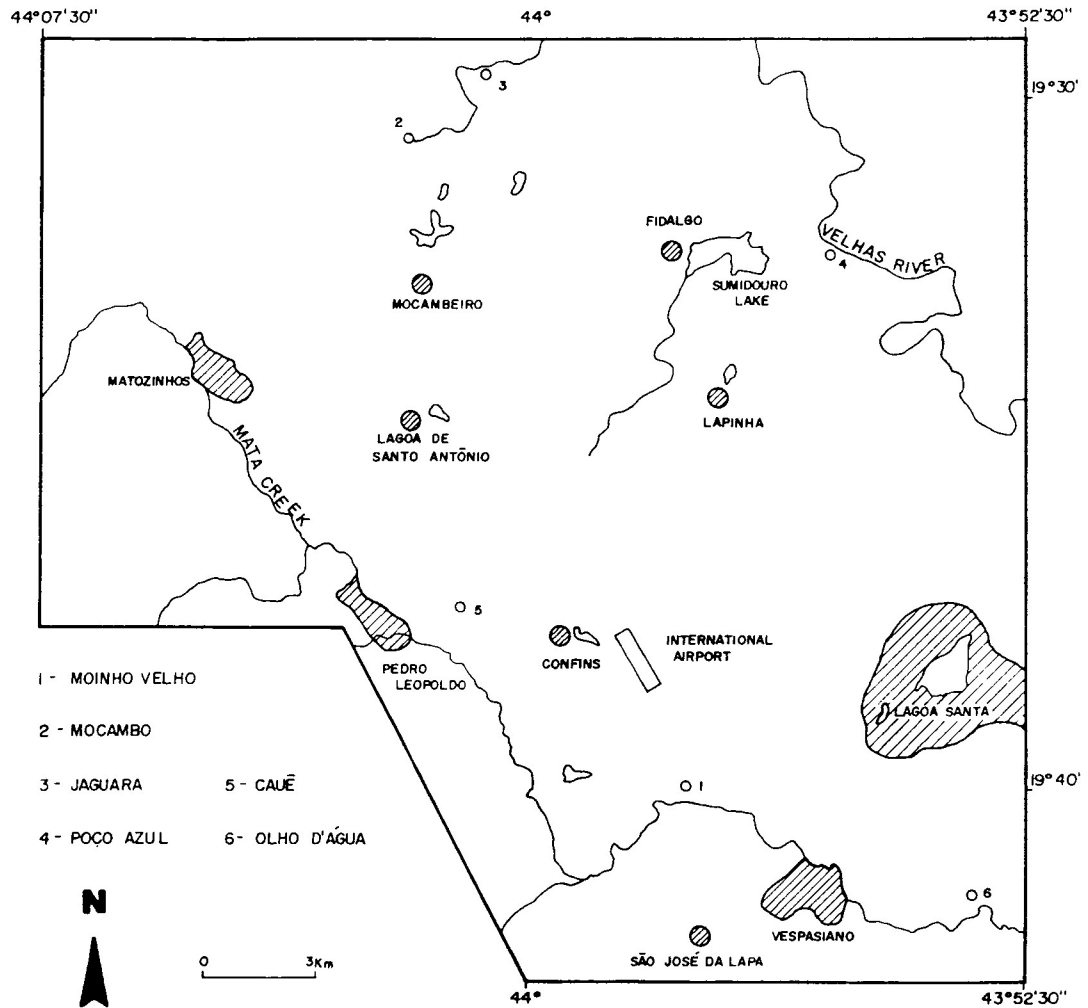 44°07'30"
44°
43°52'30"
19°30'
3
2
FIDALGO
VELHAS RIVER
4
SUMIDOURO
LAKE
MOCAMBEIRO
MATOZINHOS
LAPINHA
LAGOA DE
SANTO ANTÔNIO
MATA CREEK
5
INTERNATIONAL
AIRPORT
CONFINS
PEDRO
LEOPOLDO
LAGOA SANTA
1 - MOINHO VELHO
2 - MOCAMBO
3 - JAGUARA
5 - CAUÊ
4 - POÇO AZUL
6 - OLHO D'ÁGUA
19°40'
1
6
VESPASIANO
SÃO JOSÉ DA LAPA
N
0
3Km
44°
43°52'30"